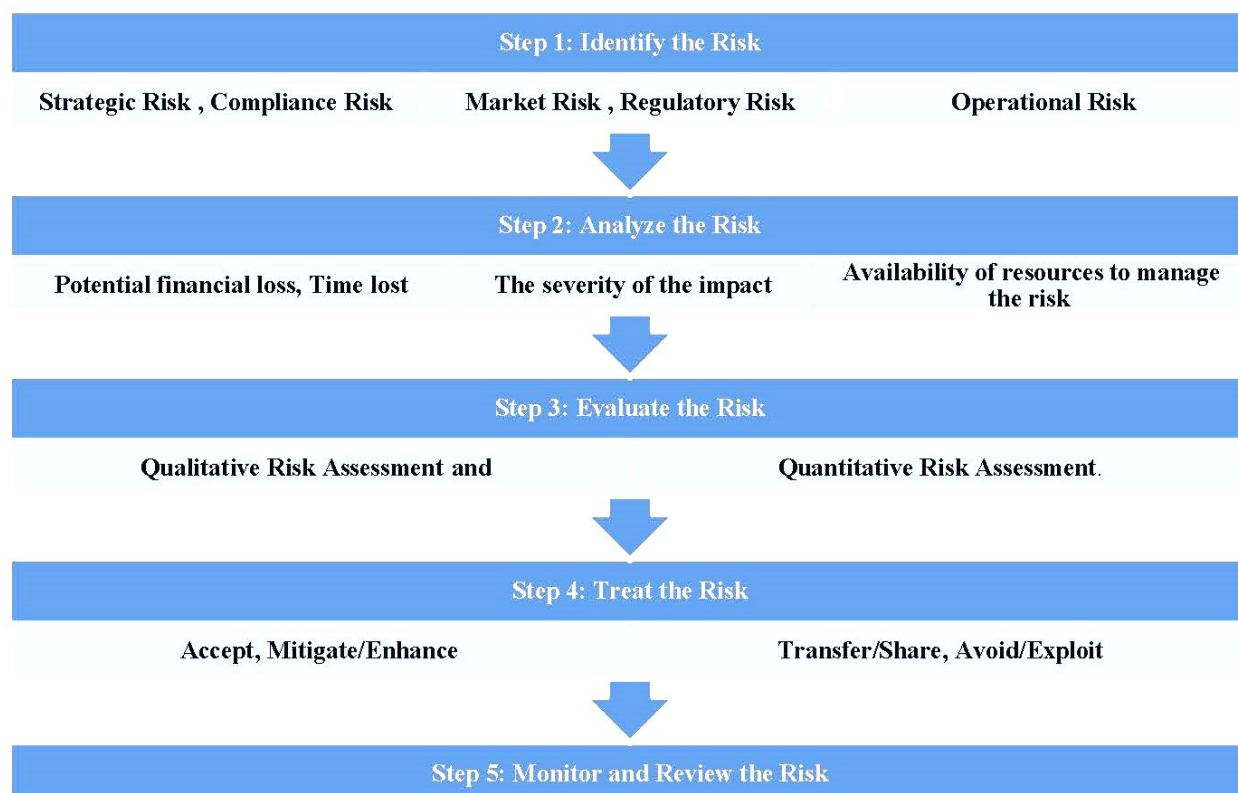 Step 1: Identify the Risk
Strategic Risk , Compliance Risk
Market Risk , Regulatory Risk
Operational Risk
Step 2: Analyze the Risk
Potential financial loss, Time lost
The severity of the impact
Availability of resources to manage
the risk
Step 3: Evaluate the Risk
Qualitative Risk Assessment and
Quantitative Risk Assessment.
Step 4: Treat the Risk
Accept, Mitigate/Enhance
Transfer/Share, Avoid/Exploit
Step 5: Monitor and Review the Risk